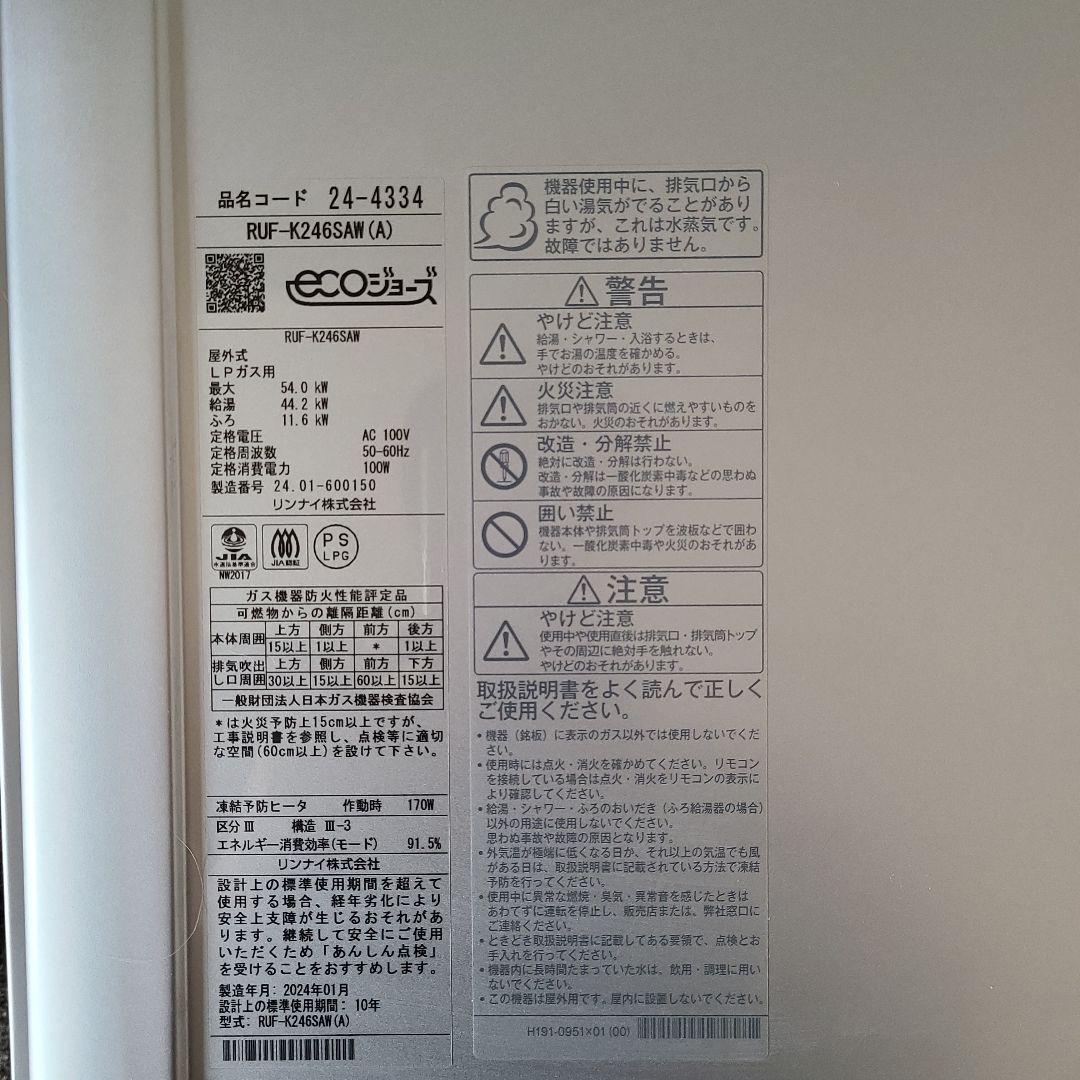 品名コード 24-4334
RUF-K246SAW(A)
ecoジョーズ
RUF-K246SAW
屋外式
LPガス用
最大 54.0 kW
給湯 44.2 kW
ふろ 11.6 kW
定格電圧 AC 100V
定格周波数 50-60Hz
定格消費電力 100W
製造番号 24.01-600150
リンナイ株式会社
JIA
水道法基準適合
NW2017
JIA認証
PS
LPG
ガス機器防火性能評定品
可燃物からの離隔距離(cm)
本体周囲 上方 側方 前方 後方
15以上 1以上 * 1以上
排気吹出し口周囲 上方 側方 前方 下方
30以上 15以上 60以上 15以上
一般財団法人日本ガス機器検査協会
*は火災予防上15cm以上ですが、
工事説明書を参照し、点検等に適切
な空間(60cm以上)を設けて下さい。
凍結予防ヒータ 作動時 170W
区分Ⅲ 構造 Ⅲ-3
エネルギー消費効率(モード) 91.5%
リンナイ株式会社
設計上の標準使用期間を超えて
使用する場合、経年劣化により
安全上支障が生じるおそれがあ
ります。継続して安全にご使用
いただくため「あんしん点検」
を受けることをおすすめします。
製造年月: 2024年01月
設計上の標準使用期間: 10年
型式: RUF-K246SAW(A)
機器使用中に、排気口から
白い湯気がでることがあり
ますが、これは水蒸気です。
故障ではありません。
警告
やけど注意
給湯・シャワー・入浴するときは、
手でお湯の温度を確かめる。
やけどのおそれがあります。
火災注意
排気口や排気筒の近くに燃えやすいものを
おかない。火災のおそれがあります。
改造・分解禁止
絶対に改造・分解は行わない。
改造・分解は一酸化炭素中毒などの思わぬ
事故や故障の原因になります。
囲い禁止
機器本体や排気筒トップを波板などで囲わ
ない。一酸化炭素中毒や火災のおそれがあ
ります。
注意
やけど注意
使用中や使用直後は排気口・排気筒トップ
やその周辺に絶対手を触れない。
やけどのおそれがあります。
取扱説明書をよく読んで正しく
ご使用ください。
•機器（銘板）に表示のガス以外では使用しないでくだ
さい。
•使用時には点火・消火を確かめてください。リモコン
を接続している場合は点火・消火をリモコンの表示に
より確認してください。
•給湯・シャワー・ふろのおいだき（ふろ給湯器の場合）
以外の用途に使用しないでください。
思わぬ事故や故障の原因となります。
•外気温が極端に低くなる日か、それ以上の気温でも風
がある日は、取扱説明書に記載されている方法で凍結
予防を行ってください。
•使用中に異常な燃焼・臭気・異常音を感じたときは
あわてずに運転を停止し、販売店または、弊社窓口に
ご連絡ください。
•ときどき取扱説明書に記載してある要領で、点検とお
手入れを行ってください。
•機器内に長時間たまっていた水は、飲用・調理に用い
ないでください。
•この機器は屋外用です。屋内に設置しないでください。
H191-0951×01(00)